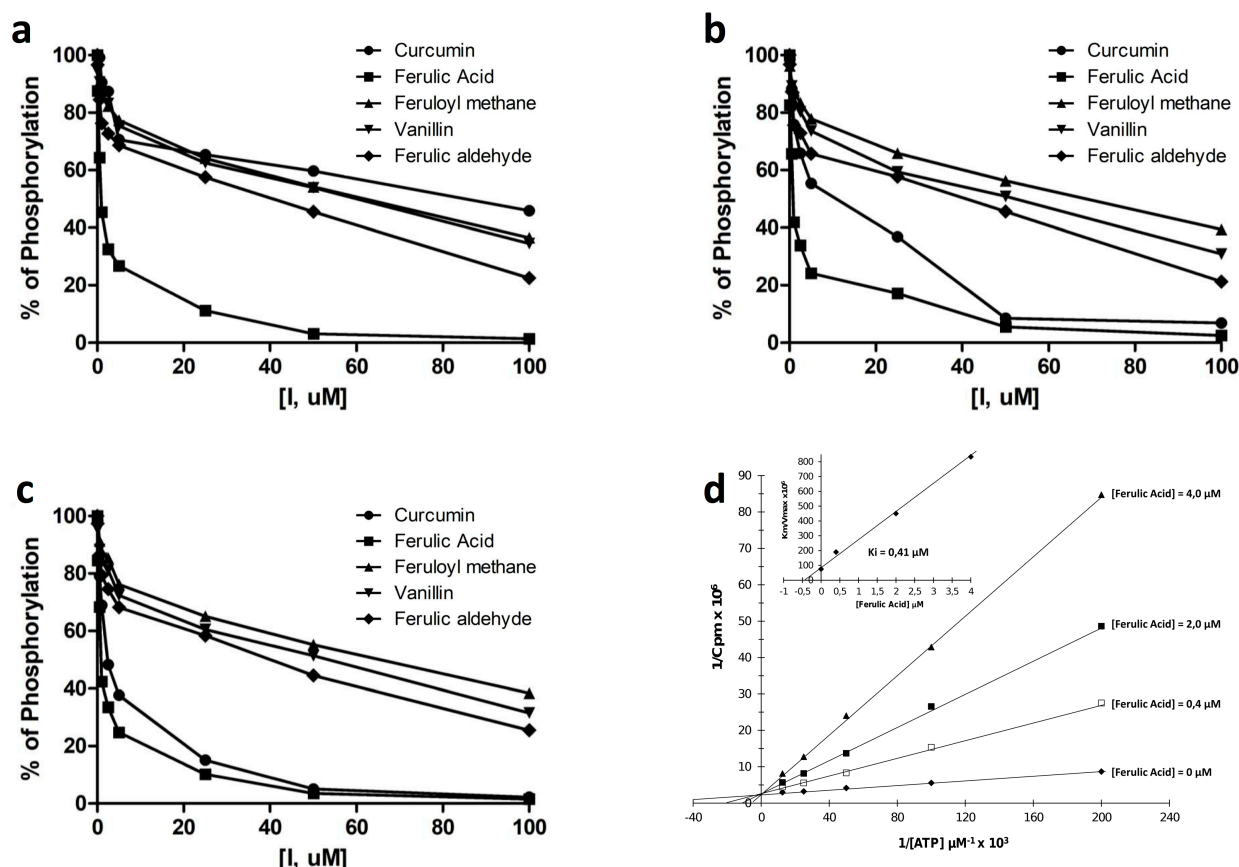 a
100
80
60
40
20
0
% of Phosphorylation
0 20 40 60 80 100
[I, uM]
Curcumin
Ferulic Acid
Feruloyl methane
Vanillin
Ferulic aldehyde
b
100
80
60
40
20
0
% of Phosphorylation
0 20 40 60 80 100
[I, uM]
Curcumin
Ferulic Acid
Feruloyl methane
Vanillin
Ferulic aldehyde
c
100
80
60
40
20
0
% of Phosphorylation
0 20 40 60 80 100
[I, uM]
Curcumin
Ferulic Acid
Feruloyl methane
Vanillin
Ferulic aldehyde
d
90
80
70
60
50
40
30
20
10
0
1/Cpm x 10⁶
-40 0 40 80 120 160 200 240
1/[ATP] µM⁻¹ x 10³
[Ferulic Acid] = 4,0 µM
[Ferulic Acid] = 2,0 µM
[Ferulic Acid] = 0,4 µM
[Ferulic Acid] = 0 µM
800
700
600
500
400
300
200
100
Km/Vmax x10⁶
Ki = 0,41 µM
-1 -0,5 0 0,5 1 1,5 2 2,5 3 3,5 4
[Ferulic Acid] µM